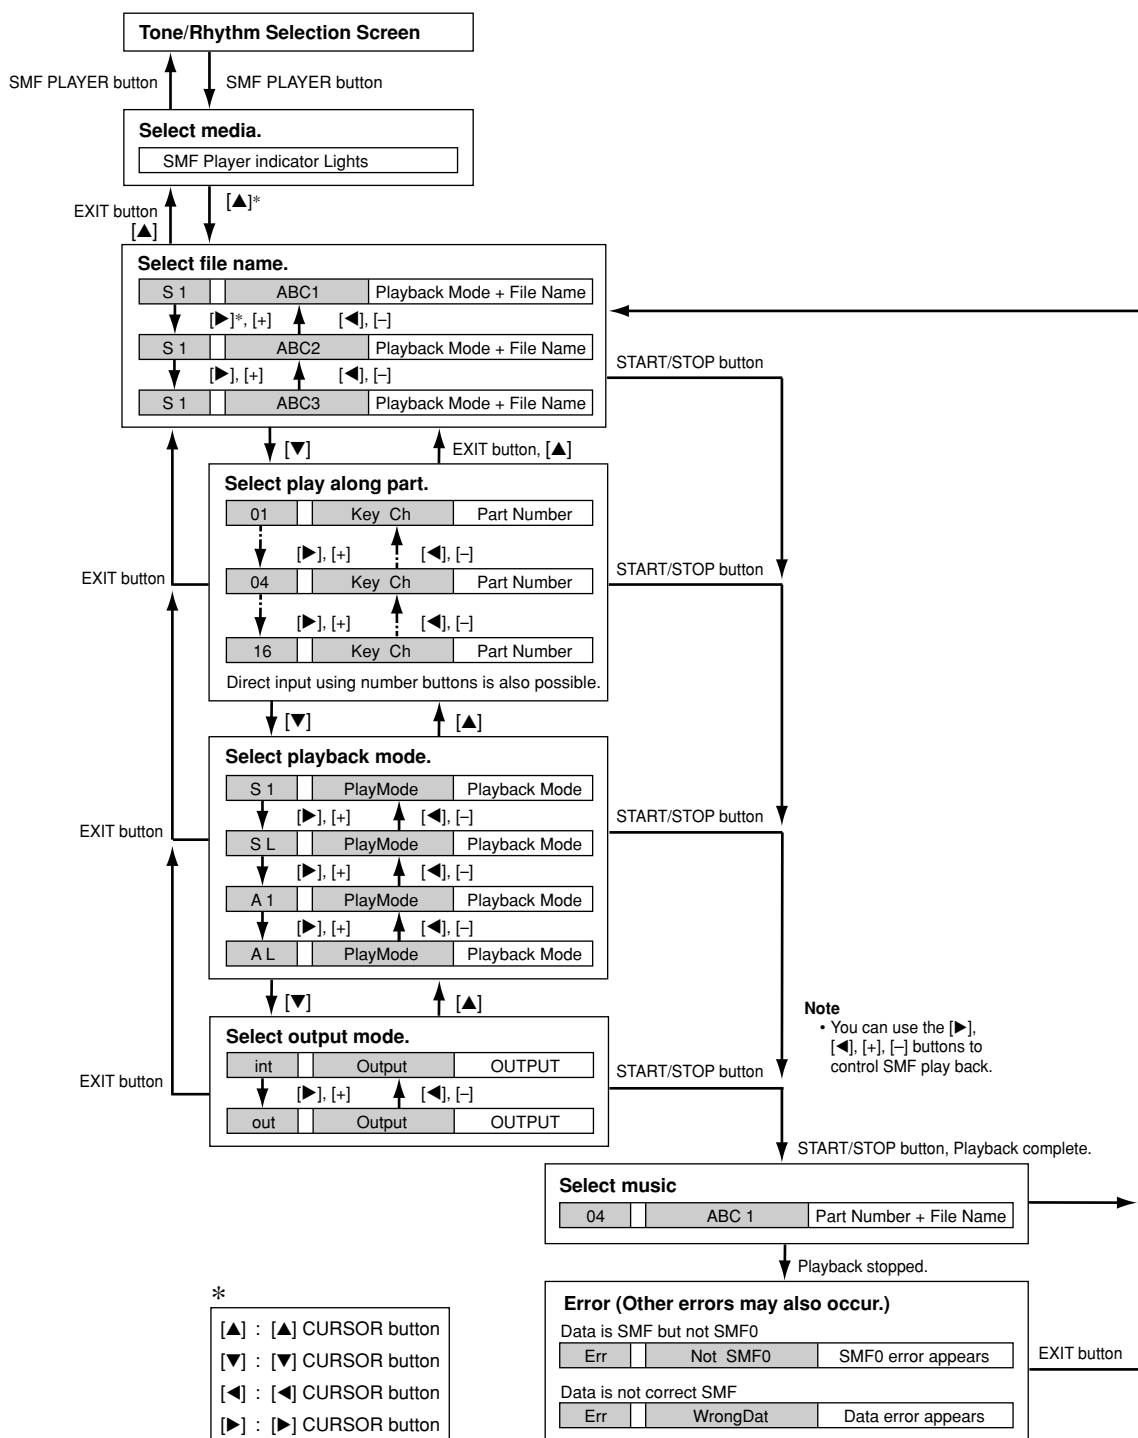 Tone/Rhythm Selection Screen
SMF PLAYER button
SMF PLAYER button
Select media.
SMF Player indicator Lights
EXIT button
[▲]
[▲]*
Select file name.
S 1 ABC1 Playback Mode + File Name
[▶]*, [+] [◀], [–]
S 1 ABC2 Playback Mode + File Name
[▶], [+] [◀], [–]
S 1 ABC3 Playback Mode + File Name
START/STOP button
[▼]
EXIT button, [▲]
Select play along part.
01 Key Ch Part Number
[▶], [+] [◀], [–]
04 Key Ch Part Number
[▶], [+] [◀], [–]
16 Key Ch Part Number
Direct input using number buttons is also possible.
EXIT button
START/STOP button
[▼]
[▲]
Select playback mode.
S 1 PlayMode Playback Mode
[▶], [+] [◀], [–]
S L PlayMode Playback Mode
[▶], [+] [◀], [–]
A 1 PlayMode Playback Mode
[▶], [+] [◀], [–]
A L PlayMode Playback Mode
EXIT button
START/STOP button
[▼]
[▲]
Select output mode.
int Output OUTPUT
[▶], [+] [◀], [–]
out Output OUTPUT
EXIT button
START/STOP button
Note
• You can use the [▶],
[◀], [+], [–] buttons to
control SMF play back.
START/STOP button, Playback complete.
Select music
04 ABC 1 Part Number + File Name
Playback stopped.
Error (Other errors may also occur.)
Data is SMF but not SMF0
Err Not SMF0 SMF0 error appears
Data is not correct SMF
Err WrongDat Data error appears
EXIT button
*
[▲] : [▲] CURSOR button
[▼] : [▼] CURSOR button
[◀] : [◀] CURSOR button
[▶] : [▶] CURSOR button